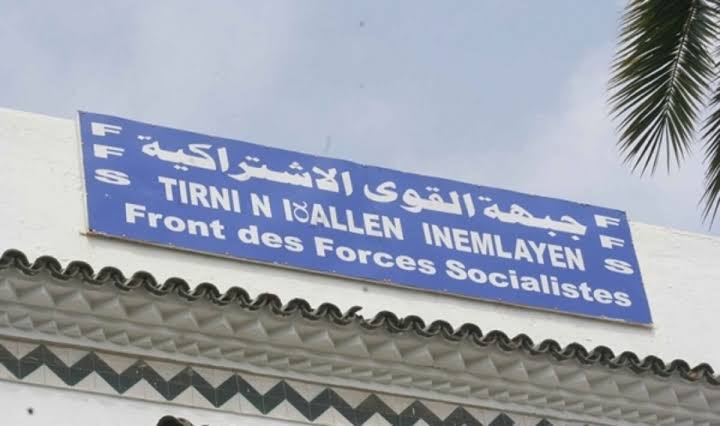 FFS
جبهة القوى الاشتراكية
TIRNI N IɣALLEN INEMLAYEN
Front des Forces Socialistes
FFS